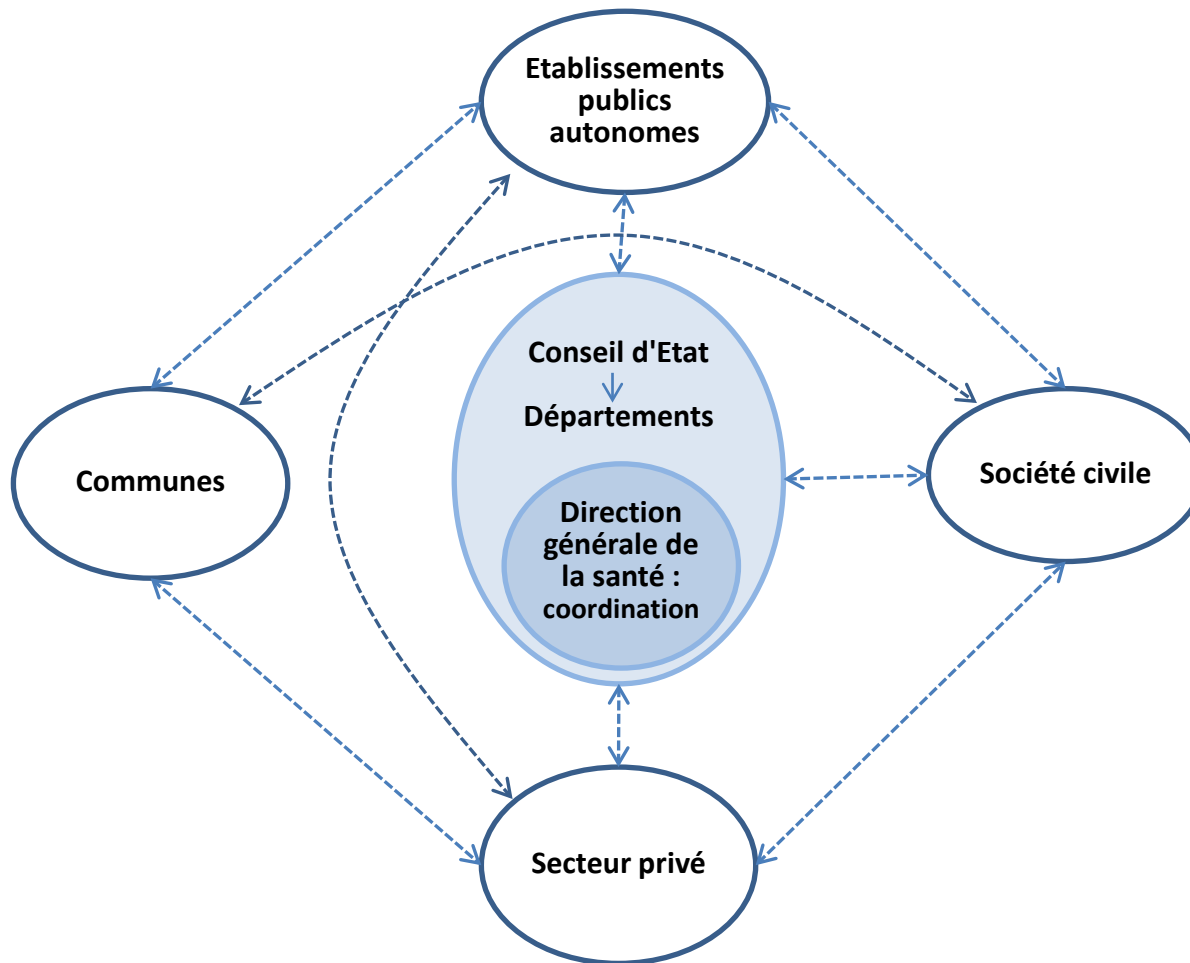 Etablissements
publics
autonomes
Conseil d'Etat
Départements
Communes
Société civile
Direction
générale de
la santé :
coordination
Secteur privé